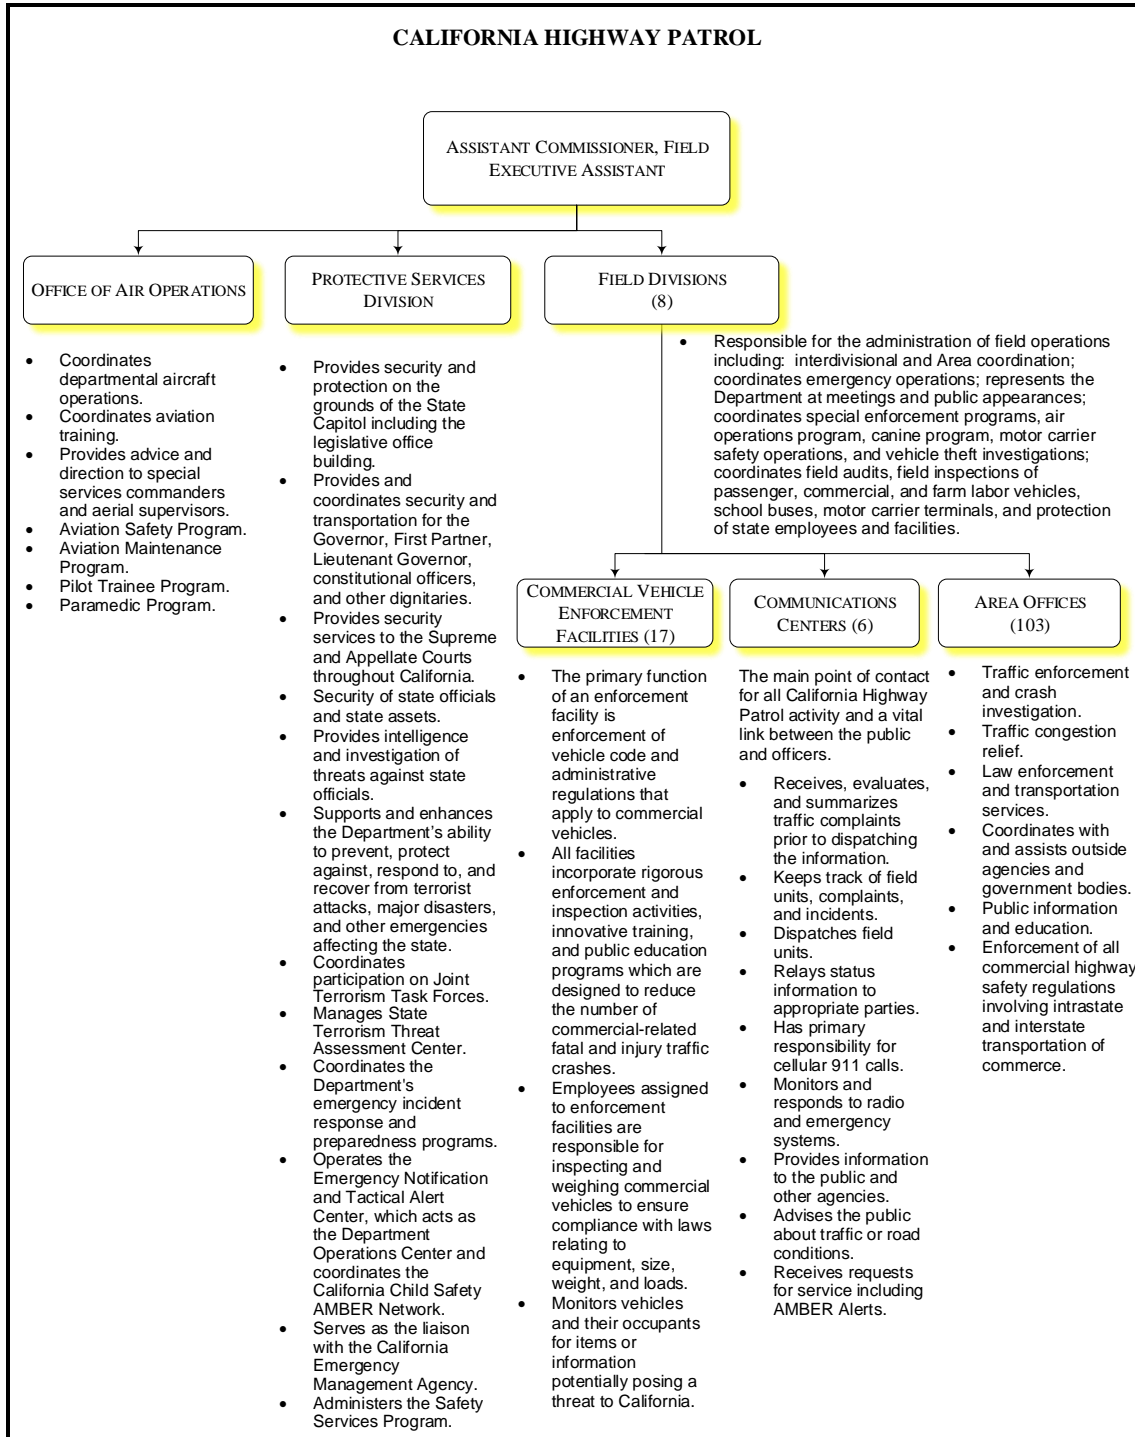 CALIFORNIA HIGHWAY PATROL
ASSISTANT COMMISSIONER, FIELD
EXECUTIVE ASSISTANT
OFFICE OF AIR OPERATIONS
PROTECTIVE SERVICES
DIVISION
FIELD DIVISIONS
(8)
• Coordinates
departmental aircraft
operations.
• Coordinates aviation
training.
• Provides advice and
direction to special
services commanders
and aerial supervisors.
• Aviation Safety Program.
• Aviation Maintenance
Program.
• Pilot Trainee Program.
• Paramedic Program.
• Provides security and
protection on the
grounds of the State
Capitol including the
legislative office
building.
• Provides and
coordinates security and
transportation for the
Governor, First Partner,
Lieutenant Governor,
constitutional officers,
and other dignitaries.
• Provides security
services to the Supreme
and Appellate Courts
throughout California.
• Security of state officials
and state assets.
• Provides intelligence
and investigation of
threats against state
officials.
• Supports and enhances
the Department’s ability
to prevent, protect
against, respond to, and
recover from terrorist
attacks, major disasters,
and other emergencies
affecting the state.
• Coordinates
participation on Joint
Terrorism Task Forces.
• Manages State
Terrorism Threat
Assessment Center.
• Coordinates the
Department's
emergency incident
response and
preparedness programs.
• Operates the
Emergency Notification
and Tactical Alert
Center, which acts as
the Department
Operations Center and
coordinates the
California Child Safety
AMBER Network.
• Serves as the liaison
with the California
Emergency
Management Agency.
• Administers the Safety
Services Program.
• Responsible for the administration of field operations
including: interdivisional and Area coordination;
coordinates emergency operations; represents the
Department at meetings and public appearances;
coordinates special enforcement programs, air
operations program, canine program, motor carrier
safety operations, and vehicle theft investigations;
coordinates field audits, field inspections of
passenger, commercial, and farm labor vehicles,
school buses, motor carrier terminals, and protection
of state employees and facilities.
COMMERCIAL VEHICLE
ENFORCEMENT
FACILITIES (17)
COMMUNICATIONS
CENTERS (6)
AREA OFFICES
(103)
• The primary function
of an enforcement
facility is
enforcement of
vehicle code and
administrative
regulations that
apply to commercial
vehicles.
• All facilities
incorporate rigorous
enforcement and
inspection activities,
innovative training,
and public education
programs which are
designed to reduce
the number of
commercial-related
fatal and injury traffic
crashes.
• Employees assigned
to enforcement
facilities are
responsible for
inspecting and
weighing commercial
vehicles to ensure
compliance with laws
relating to
equipment, size,
weight, and loads.
• Monitors vehicles
and their occupants
for items or
information
potentially posing a
threat to California.
The main point of contact
for all California Highway
Patrol activity and a vital
link between the public
and officers.
• Receives, evaluates,
and summarizes
traffic complaints
prior to dispatching
the information.
• Keeps track of field
units, complaints,
and incidents.
• Dispatches field
units.
• Relays status
information to
appropriate parties.
• Has primary
responsibility for
cellular 911 calls.
• Monitors and
responds to radio
and emergency
systems.
• Provides information
to the public and
other agencies.
• Advises the public
about traffic or road
conditions.
• Receives requests
for service including
AMBER Alerts.
• Traffic enforcement
and crash
investigation.
• Traffic congestion
relief.
• Law enforcement
and transportation
services.
• Coordinates with
and assists outside
agencies and
government bodies.
• Public information
and education.
• Enforcement of all
commercial highway
safety regulations
involving intrastate
and interstate
transportation of
commerce.